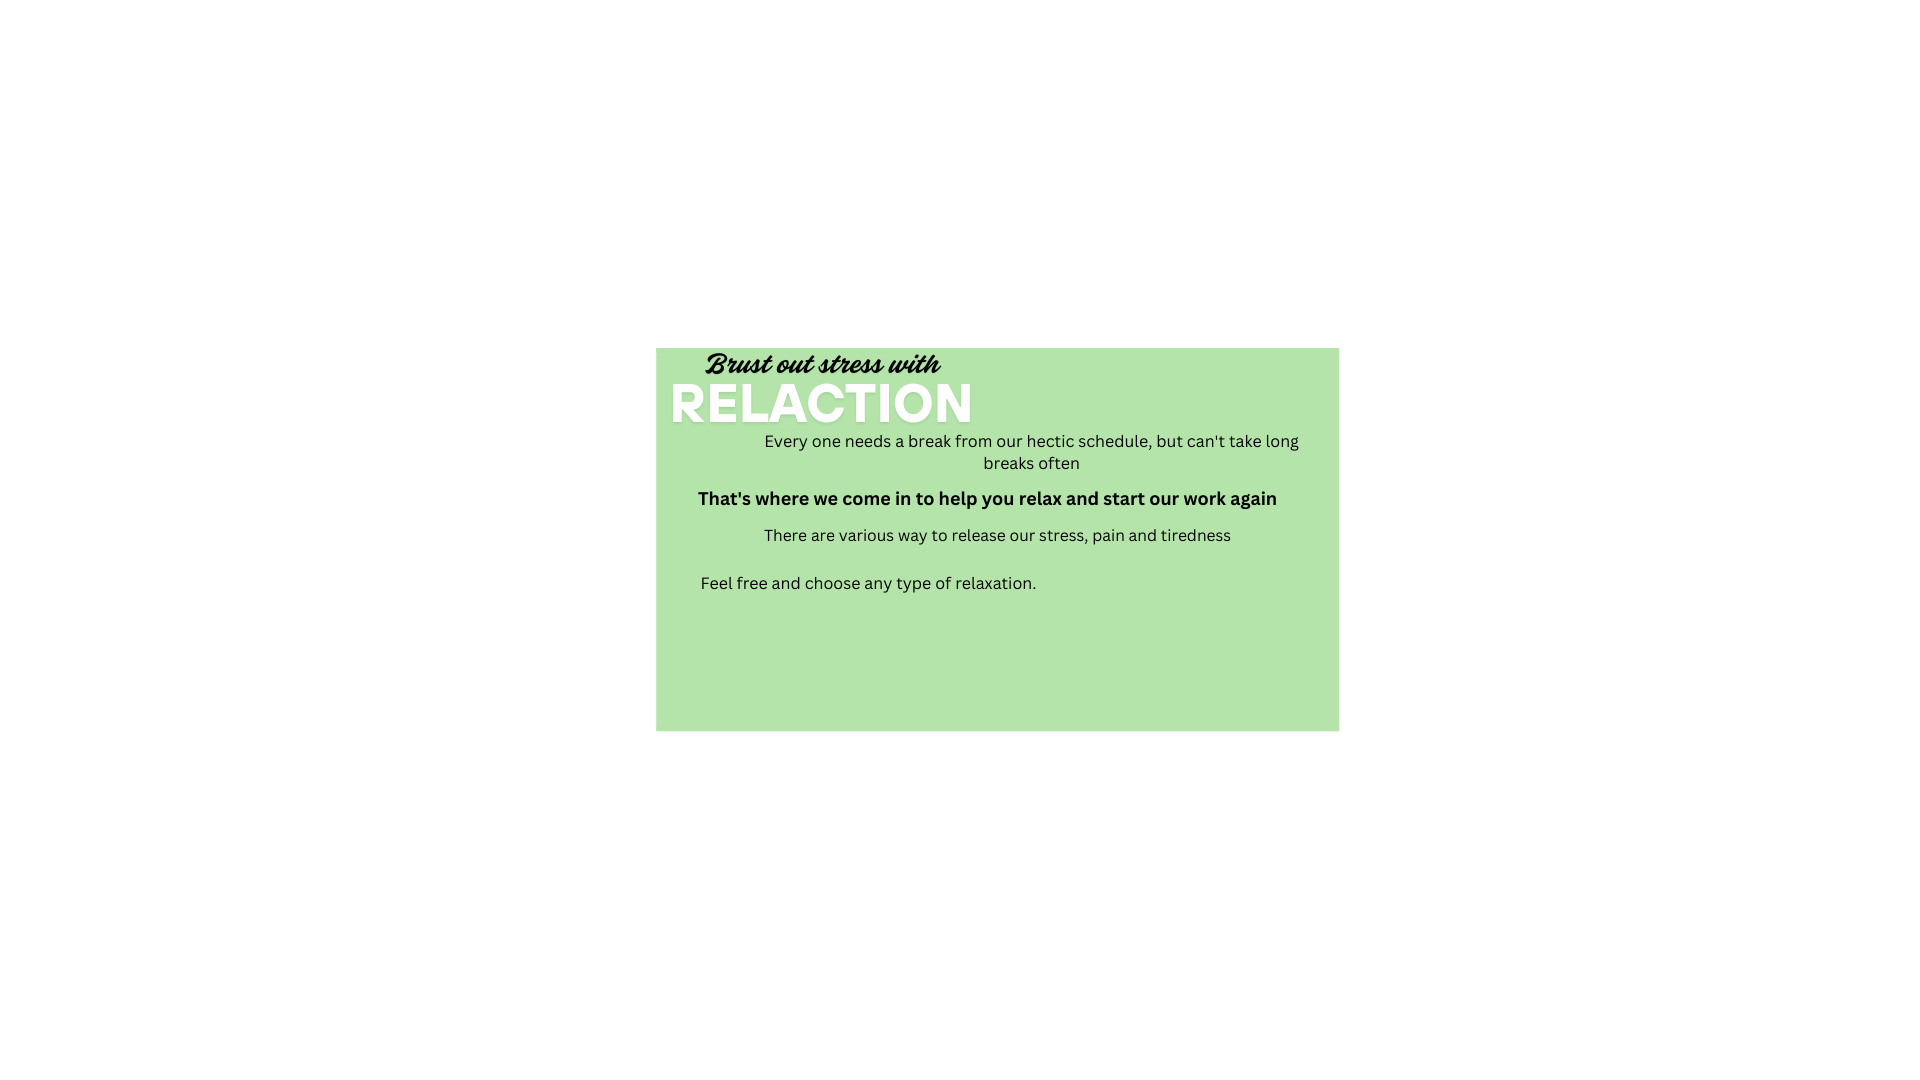 Brust out stress with
RELACTION
Every one needs a break from our hectic schedule, but can't take long
breaks often
That's where we come in to help you relax and start our work again
There are various way to release our stress, pain and tiredness
Feel free and choose any type of relaxation.